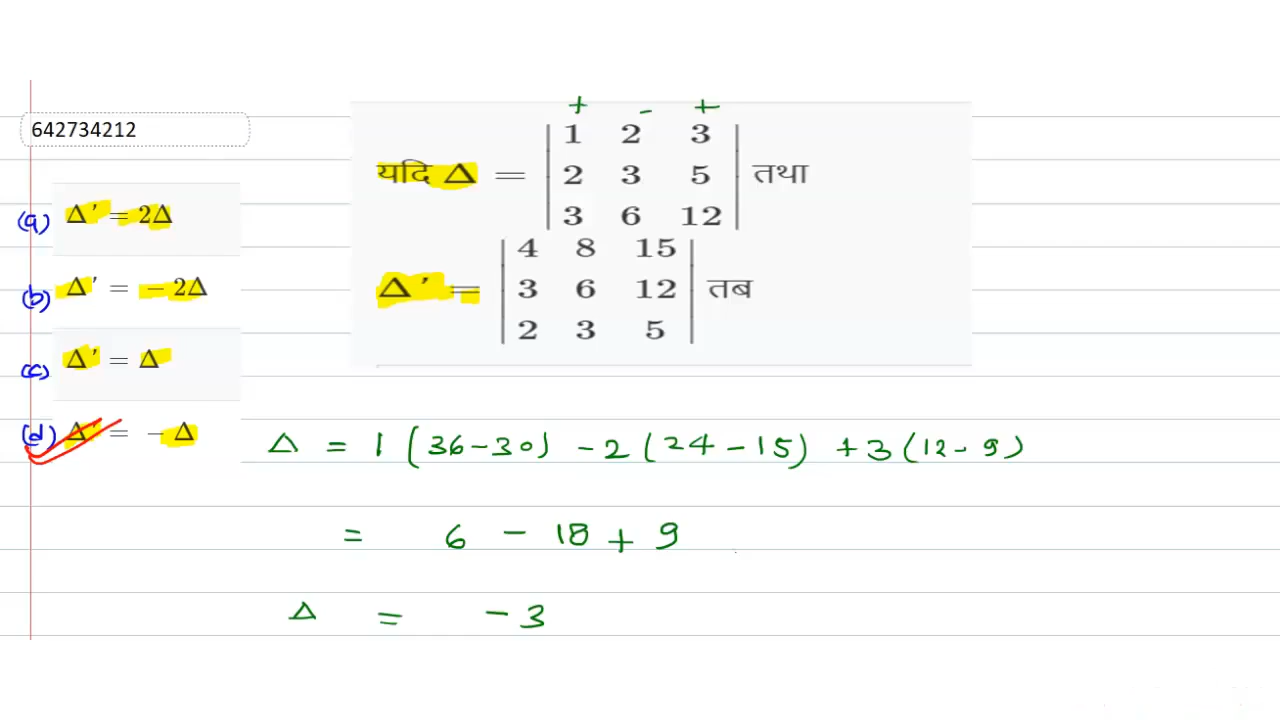 642734212
+ - +
यदि Δ = | 1 2 3 | तथा
| 2 3 5 |
| 3 6 12 |
Δ′ = | 4 8 15 | तब
| 3 6 12 |
| 2 3 5 |
(a) Δ′ = 2Δ
(b) Δ′ = − 2Δ
(c) Δ′ = Δ
(d) Δ′ = − Δ
Δ = 1 (36-30) - 2 (24-15) + 3 (12-9)
= 6 - 18 + 9
Δ = -3